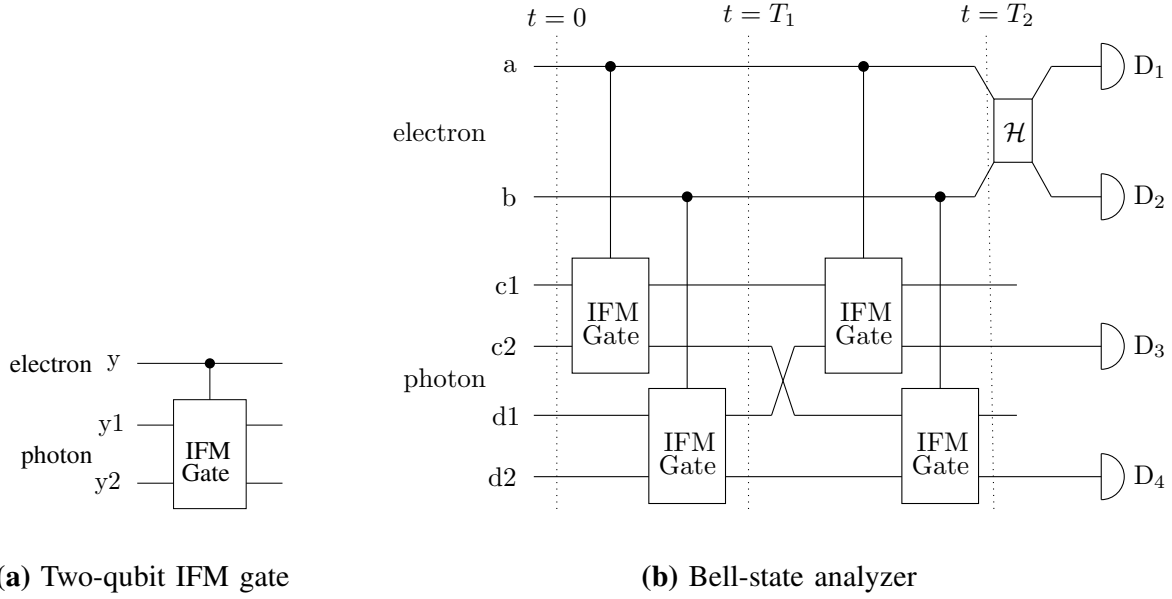 t = 0
t = T₁
t = T₂
a
D₁
electron
ℋ
b
D₂
c1
IFM
Gate
IFM
Gate
c2
D₃
photon
d1
IFM
Gate
IFM
Gate
d2
D₄
electron y
y1
photon
IFM
Gate
y2
(a) Two-qubit IFM gate
(b) Bell-state analyzer